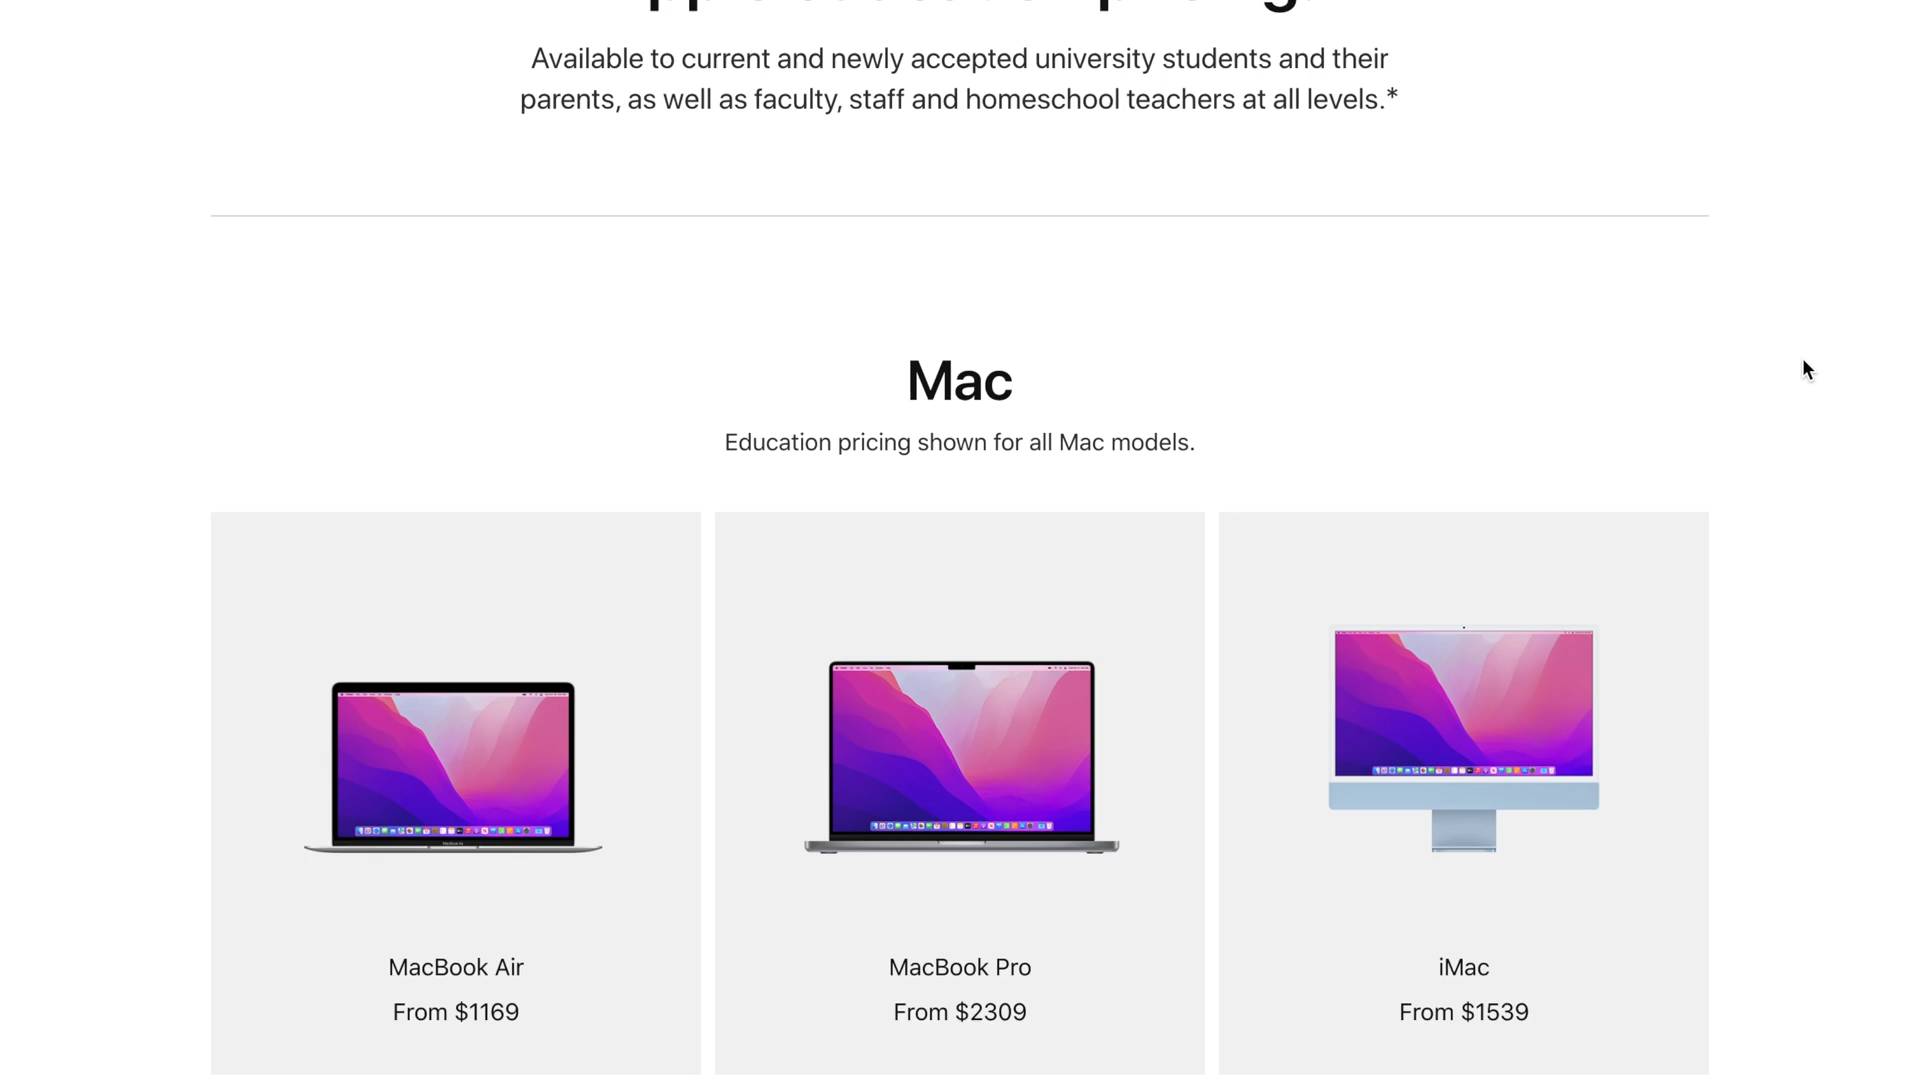 Available to current and newly accepted university students and their
parents, as well as faculty, staff and homeschool teachers at all levels.*
Mac
Education pricing shown for all Mac models.
MacBook Air
From $1169
MacBook Pro
From $2309
iMac
From $1539